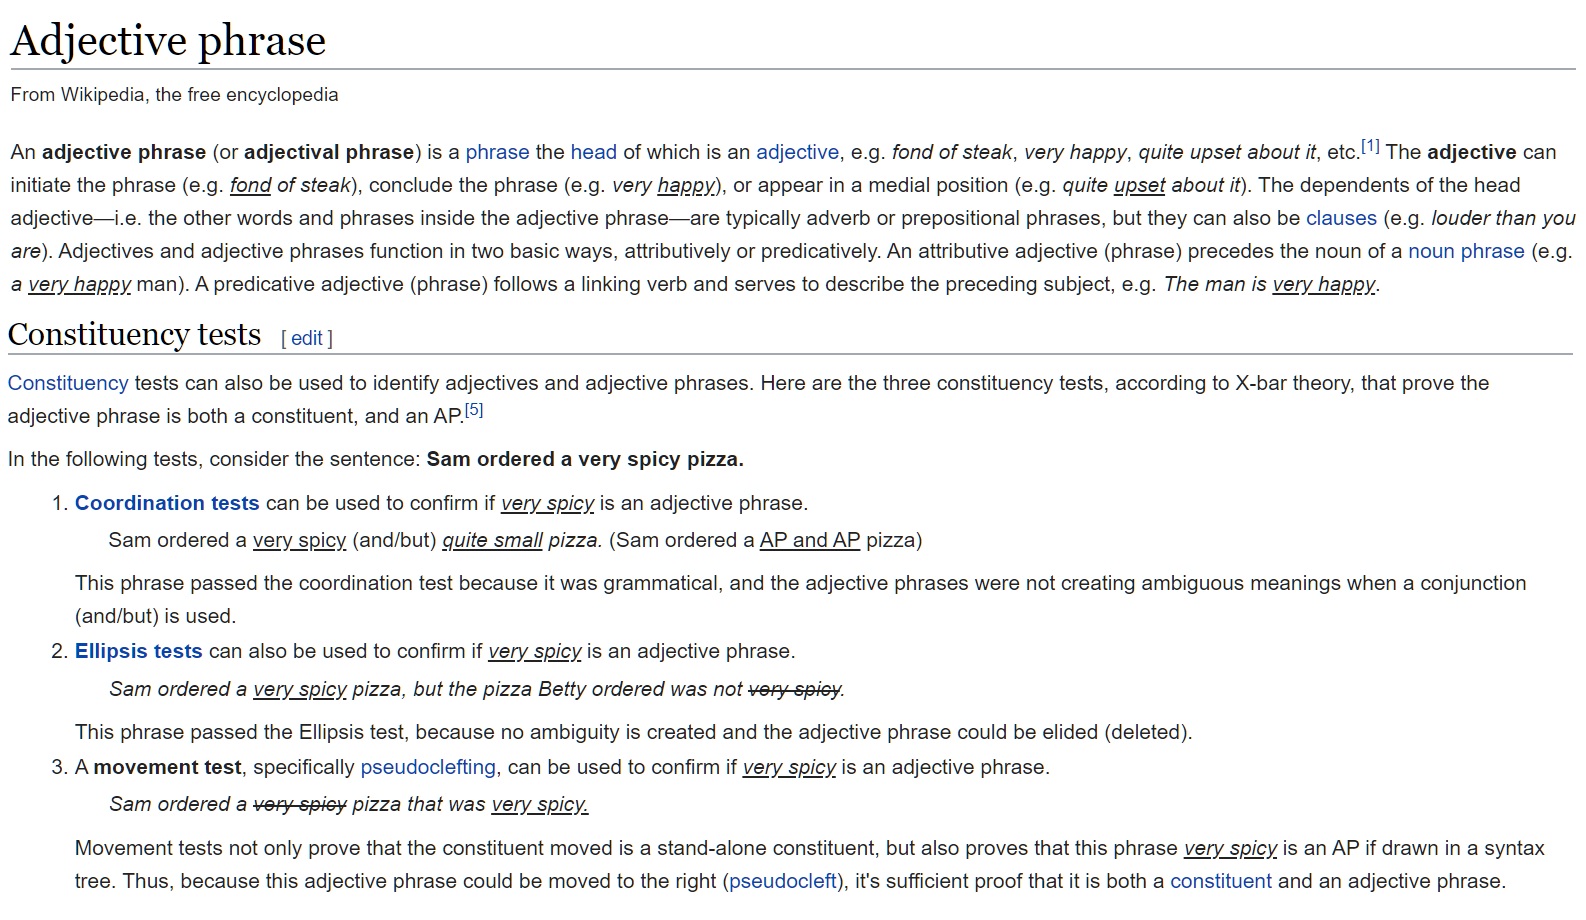 Adjective phrase
From Wikipedia, the free encyclopedia
An adjective phrase (or adjectival phrase) is a phrase the head of which is an adjective, e.g. fond of steak, very happy, quite upset about it, etc.[1] The adjective can
initiate the phrase (e.g. fond of steak), conclude the phrase (e.g. very happy), or appear in a medial position (e.g. quite upset about it). The dependents of the head
adjective—i.e. the other words and phrases inside the adjective phrase—are typically adverb or prepositional phrases, but they can also be clauses (e.g. louder than you
are). Adjectives and adjective phrases function in two basic ways, attributively or predicatively. An attributive adjective (phrase) precedes the noun of a noun phrase (e.g.
a very happy man). A predicative adjective (phrase) follows a linking verb and serves to describe the preceding subject, e.g. The man is very happy.
Constituency tests [ edit ]
Constituency tests can also be used to identify adjectives and adjective phrases. Here are the three constituency tests, according to X-bar theory, that prove the
adjective phrase is both a constituent, and an AP.[5]
In the following tests, consider the sentence: Sam ordered a very spicy pizza.
1. Coordination tests can be used to confirm if very spicy is an adjective phrase.
Sam ordered a very spicy (and/but) quite small pizza. (Sam ordered a AP and AP pizza)
This phrase passed the coordination test because it was grammatical, and the adjective phrases were not creating ambiguous meanings when a conjunction
(and/but) is used.
2. Ellipsis tests can also be used to confirm if very spicy is an adjective phrase.
Sam ordered a very spicy pizza, but the pizza Betty ordered was not very spicy.
This phrase passed the Ellipsis test, because no ambiguity is created and the adjective phrase could be elided (deleted).
3. A movement test, specifically pseudoclefting, can be used to confirm if very spicy is an adjective phrase.
Sam ordered a very spicy pizza that was very spicy.
Movement tests not only prove that the constituent moved is a stand-alone constituent, but also proves that this phrase very spicy is an AP if drawn in a syntax
tree. Thus, because this adjective phrase could be moved to the right (pseudocleft), it's sufficient proof that it is both a constituent and an adjective phrase.